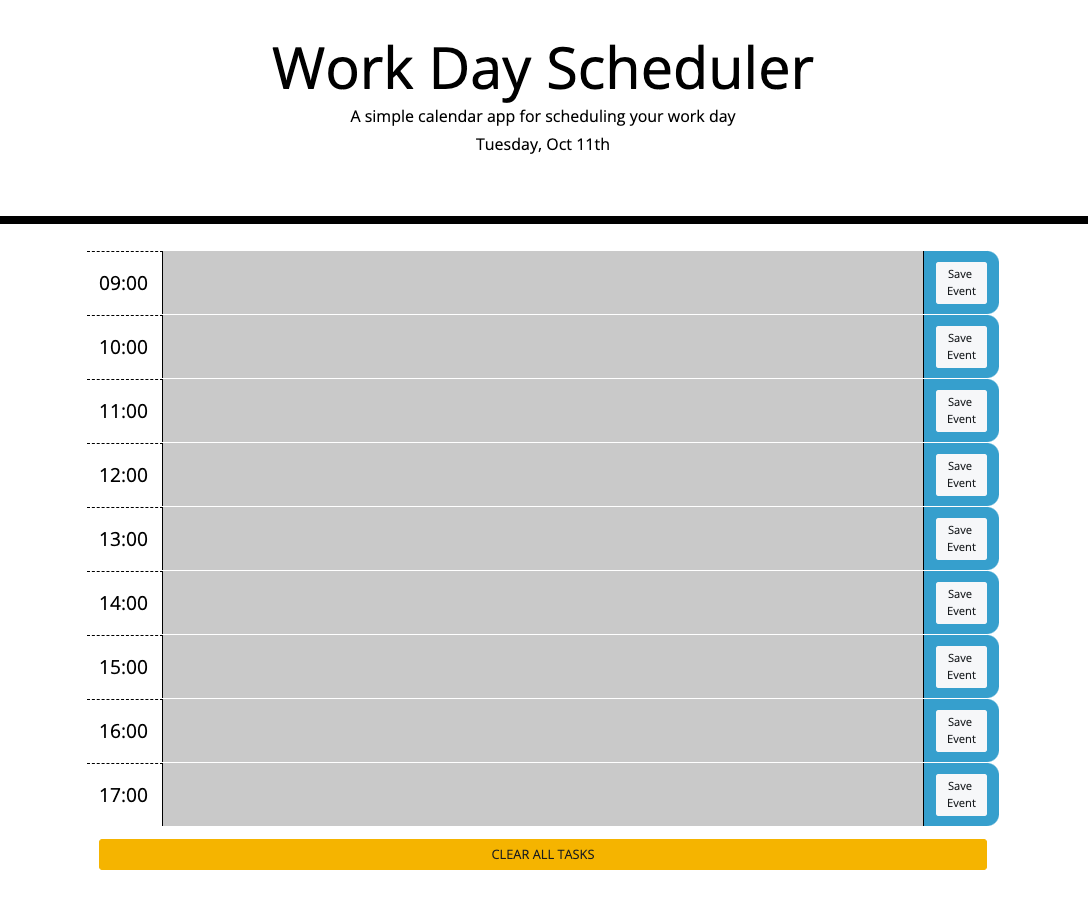 Work Day Scheduler
A simple calendar app for scheduling your work day
Tuesday, Oct 11th
09:00
Save
Event
10:00
Save
Event
11:00
Save
Event
12:00
Save
Event
13:00
Save
Event
14:00
Save
Event
15:00
Save
Event
16:00
Save
Event
17:00
Save
Event
CLEAR ALL TASKS